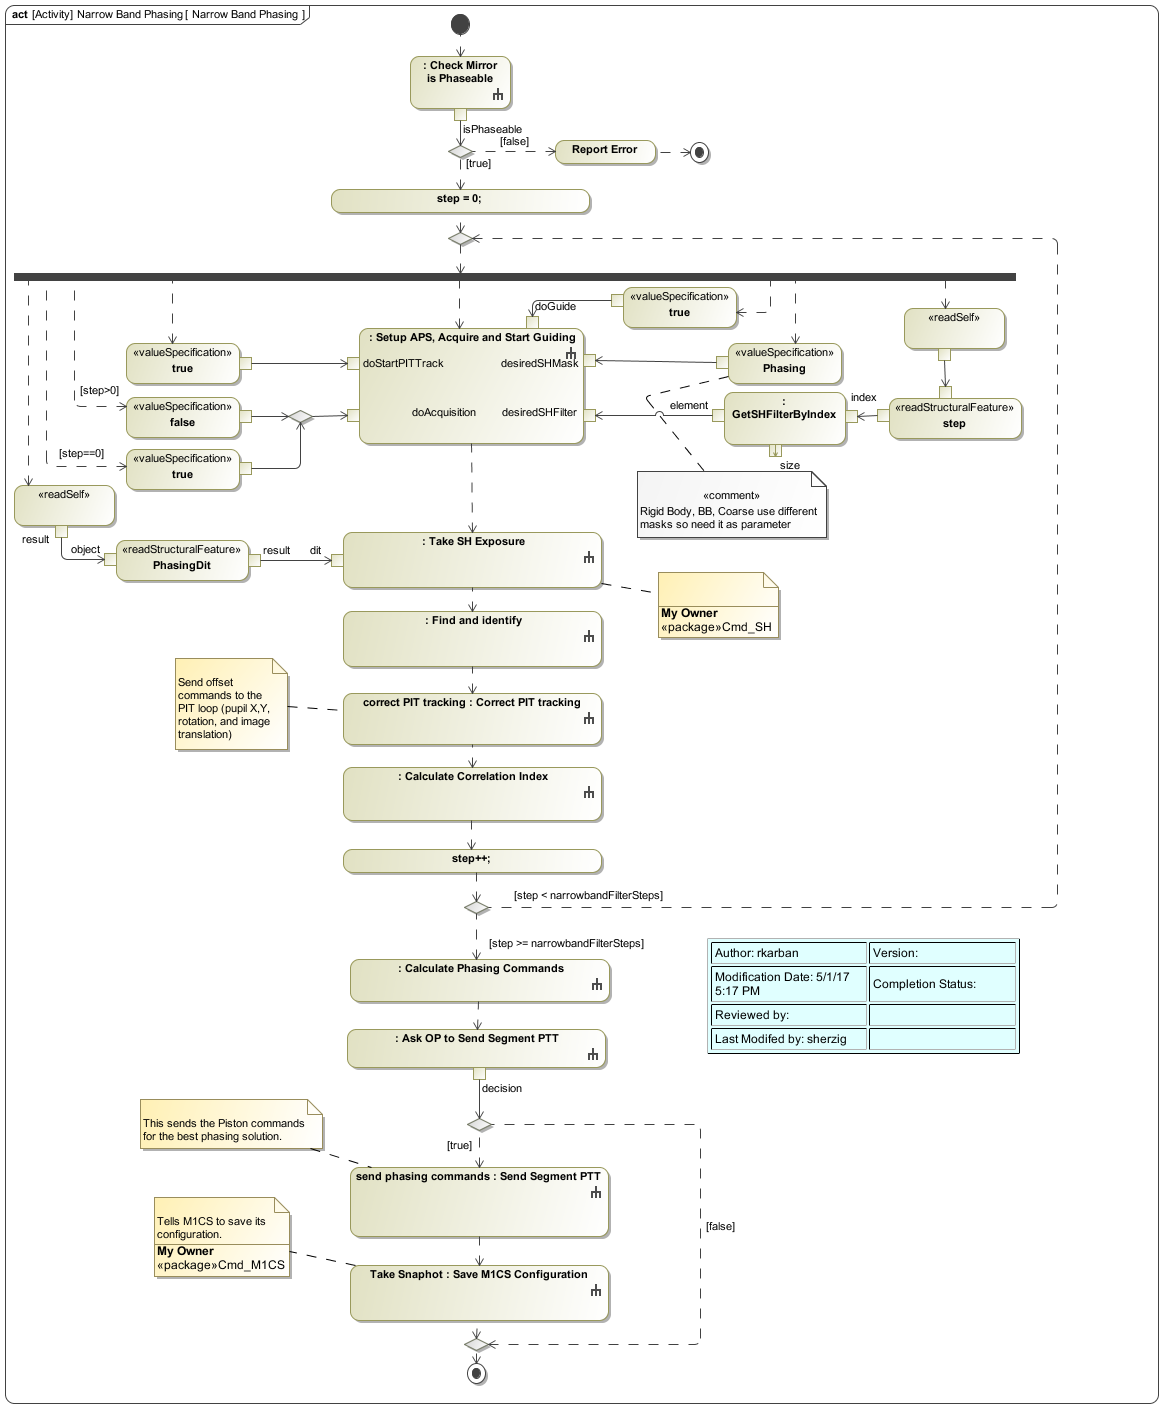 act [Activity] Narrow Band Phasing [ Narrow Band Phasing ]
: Check Mirror
is Phaseable
isPhaseable
[false]
Report Error
[true]
step = 0;
«valueSpecification»
true
doGuide
«readSelf»
: Setup APS, Acquire and Start Guiding
«valueSpecification»
true
doStartPITTrack
desiredSHMask
«valueSpecification»
Phasing
[step>0]
«valueSpecification»
false
doAcquisition
desiredSHFilter
element
:
GetSHFilterByIndex
index
«readStructuralFeature»
step
[step==0]
«valueSpecification»
true
size
«comment»
Rigid Body, BB, Coarse use different
masks so need it as parameter
«readSelf»
result
object
«readStructuralFeature»
PhasingDit
result
dit
: Take SH Exposure
My Owner
«package»Cmd_SH
: Find and identify
Send offset
commands to the
PIT loop (pupil X,Y,
rotation, and image
translation)
correct PIT tracking : Correct PIT tracking
: Calculate Correlation Index
step++;
[step < narrowbandFilterSteps]
[step >= narrowbandFilterSteps]
: Calculate Phasing Commands
Author: rkarban
Version:
Modification Date: 5/1/17
5:17 PM
Completion Status:
Reviewed by:
Last Modifed by: sherzig
: Ask OP to Send Segment PTT
decision
This sends the Piston commands
for the best phasing solution.
[true]
send phasing commands : Send Segment PTT
[false]
Tells M1CS to save its
configuration.
My Owner
«package»Cmd_M1CS
Take Snaphot : Save M1CS Configuration